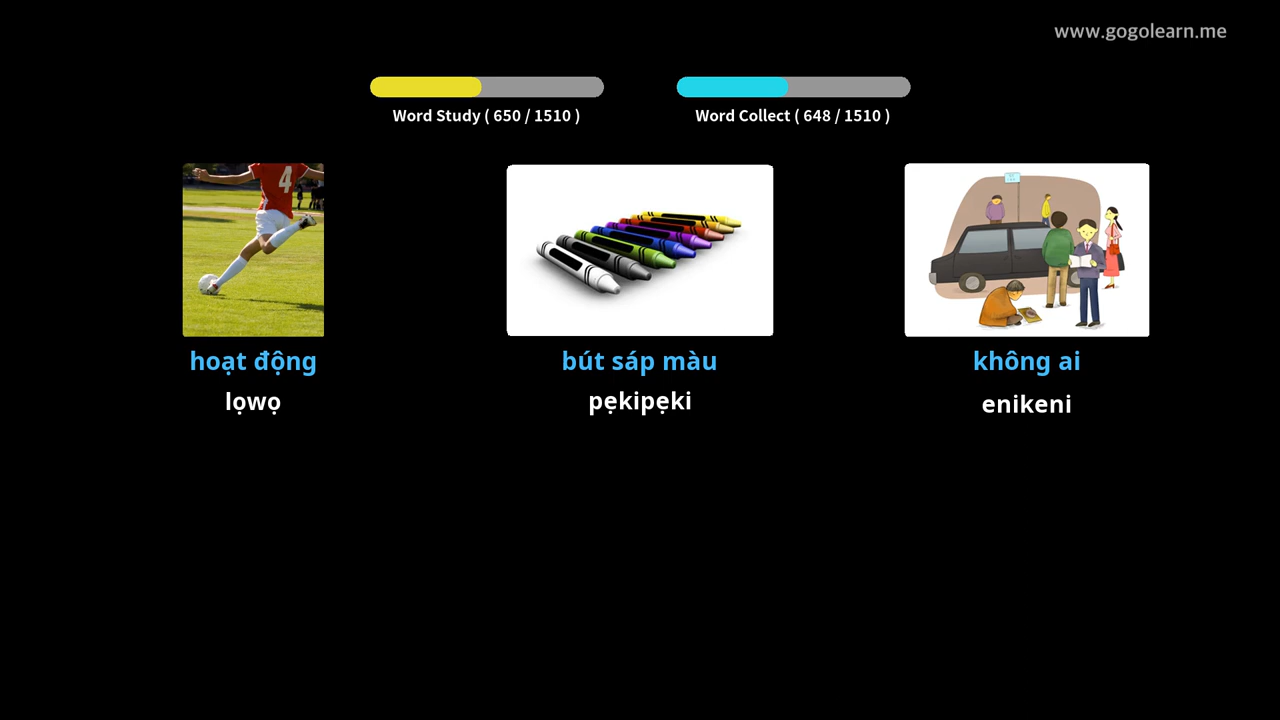 www.gogolearn.me
Word Study ( 650 / 1510 )
Word Collect ( 648 / 1510 )
4
hoạt động
bút sáp màu
không ai
lọwọ
pẹkipẹki
enikeni